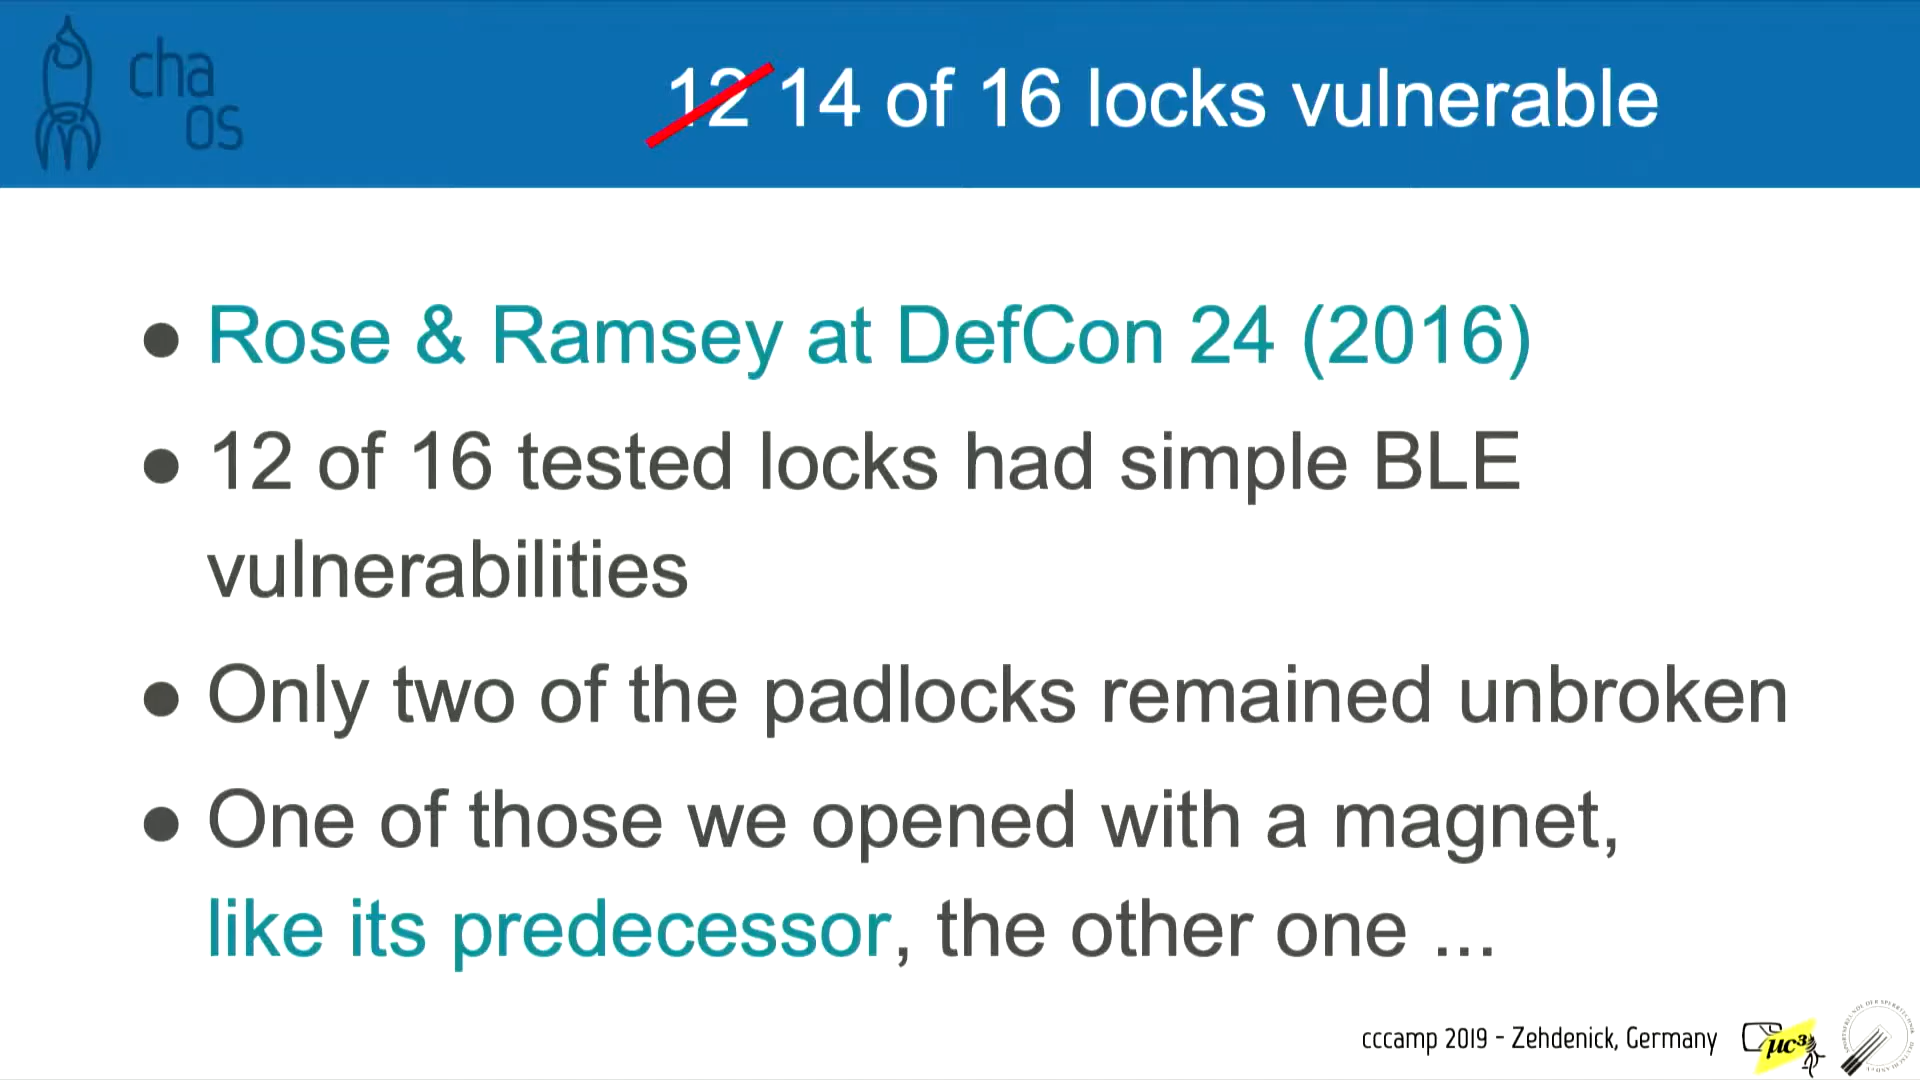 cha
os
12 14 of 16 locks vulnerable
● Rose & Ramsey at DefCon 24 (2016)
● 12 of 16 tested locks had simple BLE
vulnerabilities
● Only two of the padlocks remained unbroken
● One of those we opened with a magnet,
like its predecessor, the other one ...
cccamp 2019 - Zehdenick, Germany
µc³